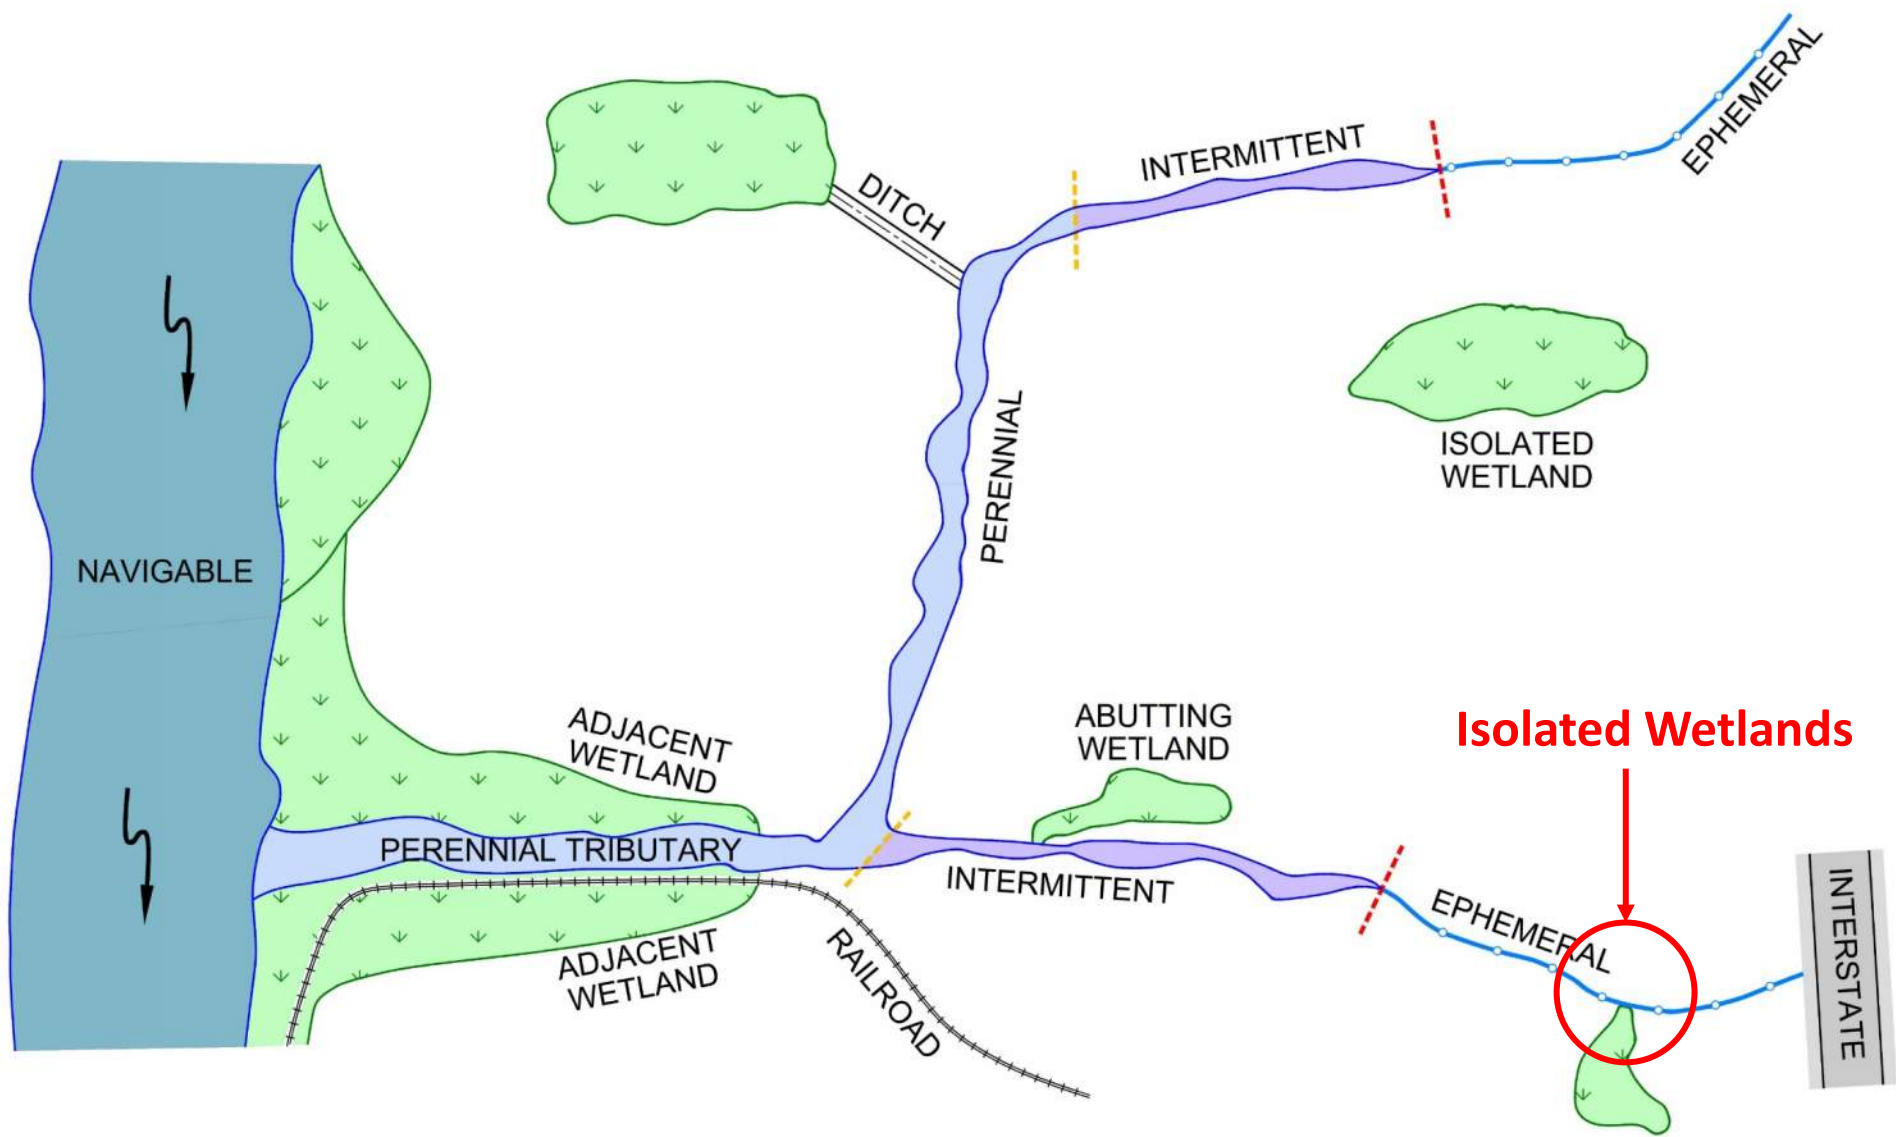 EPHEMERAL
INTERMITTENT
DITCH
ISOLATED
WETLAND
PERENNIAL
NAVIGABLE
ADJACENT
WETLAND
ABUTTING
WETLAND
Isolated Wetlands
PERENNIAL TRIBUTARY
INTERMITTENT
EPHEMERAL
INTERSTATE
ADJACENT
WETLAND
RAILROAD